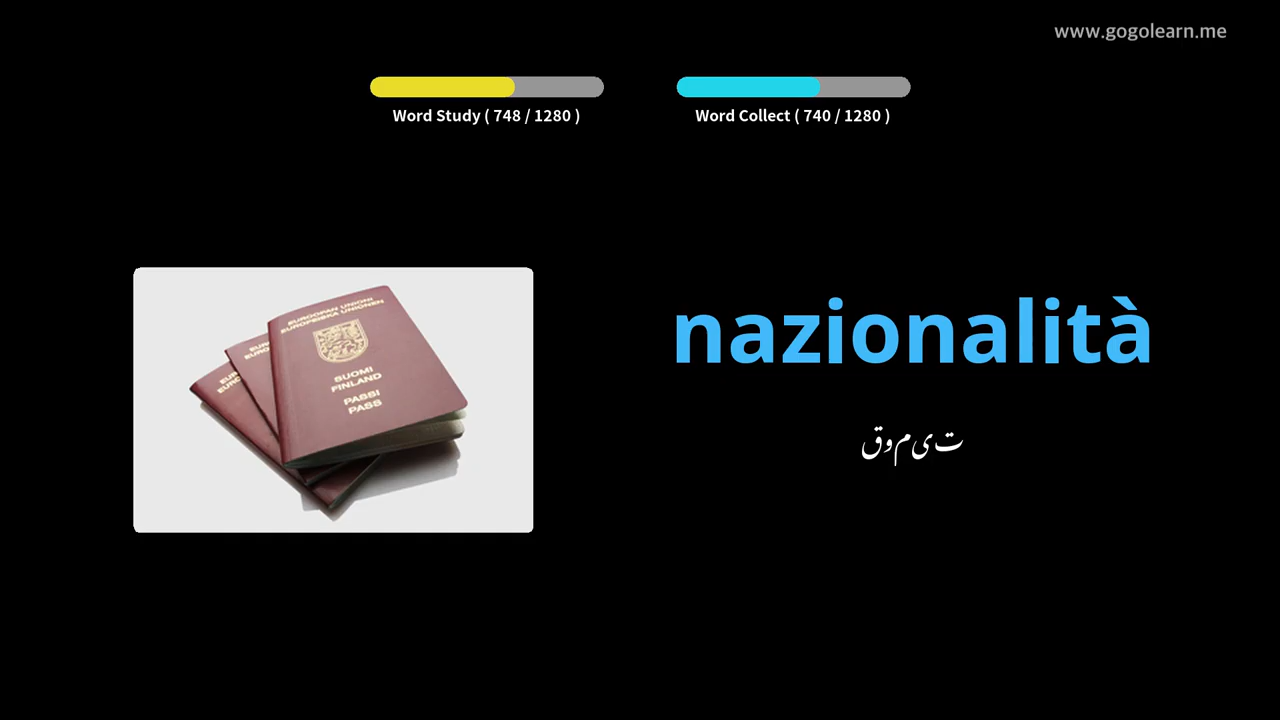 www.gogolearn.me
Word Study ( 748 / 1280 )
Word Collect ( 740 / 1280 )
nazionalità
قومیت
EUROOPAN UNIONI
EUROPEISKA UNIONEN
SUOMI
FINLAND
PASSI
PASS